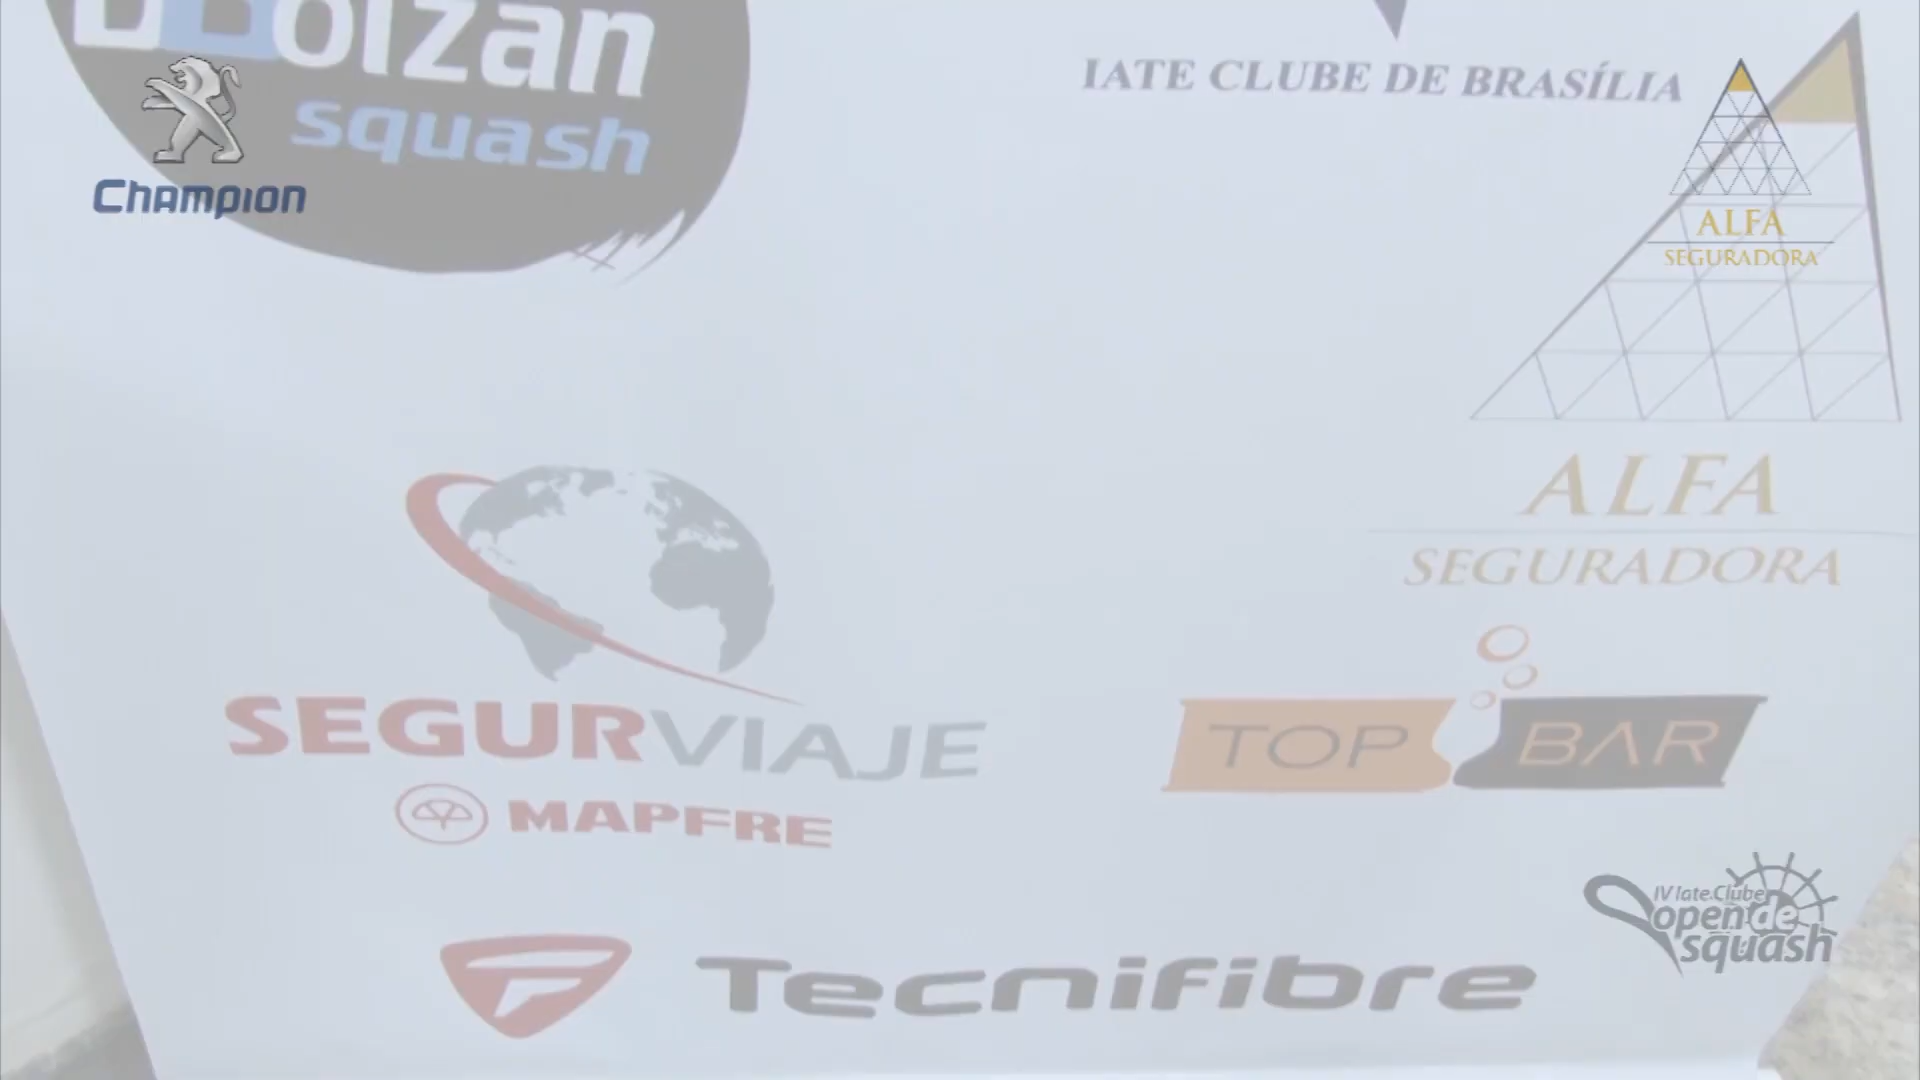 Bolzan
squash
Champion
IATE CLUBE DE BRASÍLIA
ALFA
SEGURADORA
ALFA
SEGURADORA
SEGURVIAJE
MAPFRE
TOP BAR
IV Iate Clube
open de
squash
Tecnifibre